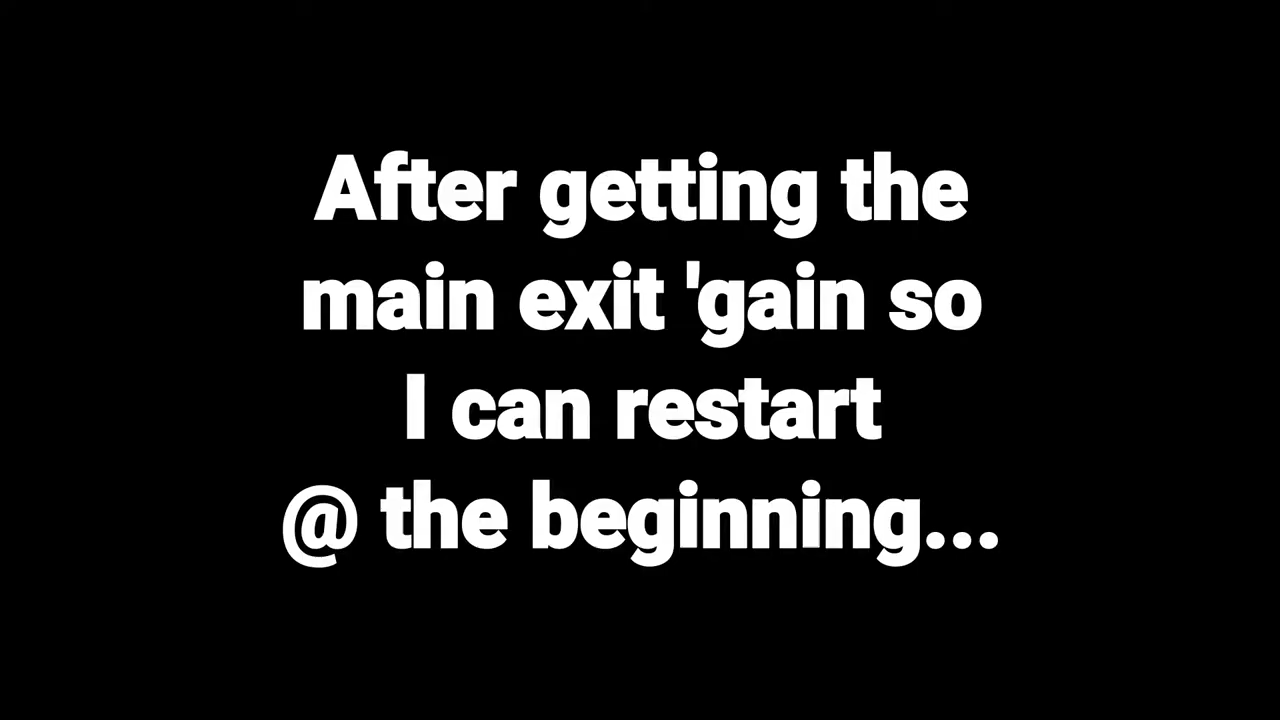 After getting the
main exit 'gain so
I can restart
@ the beginning...